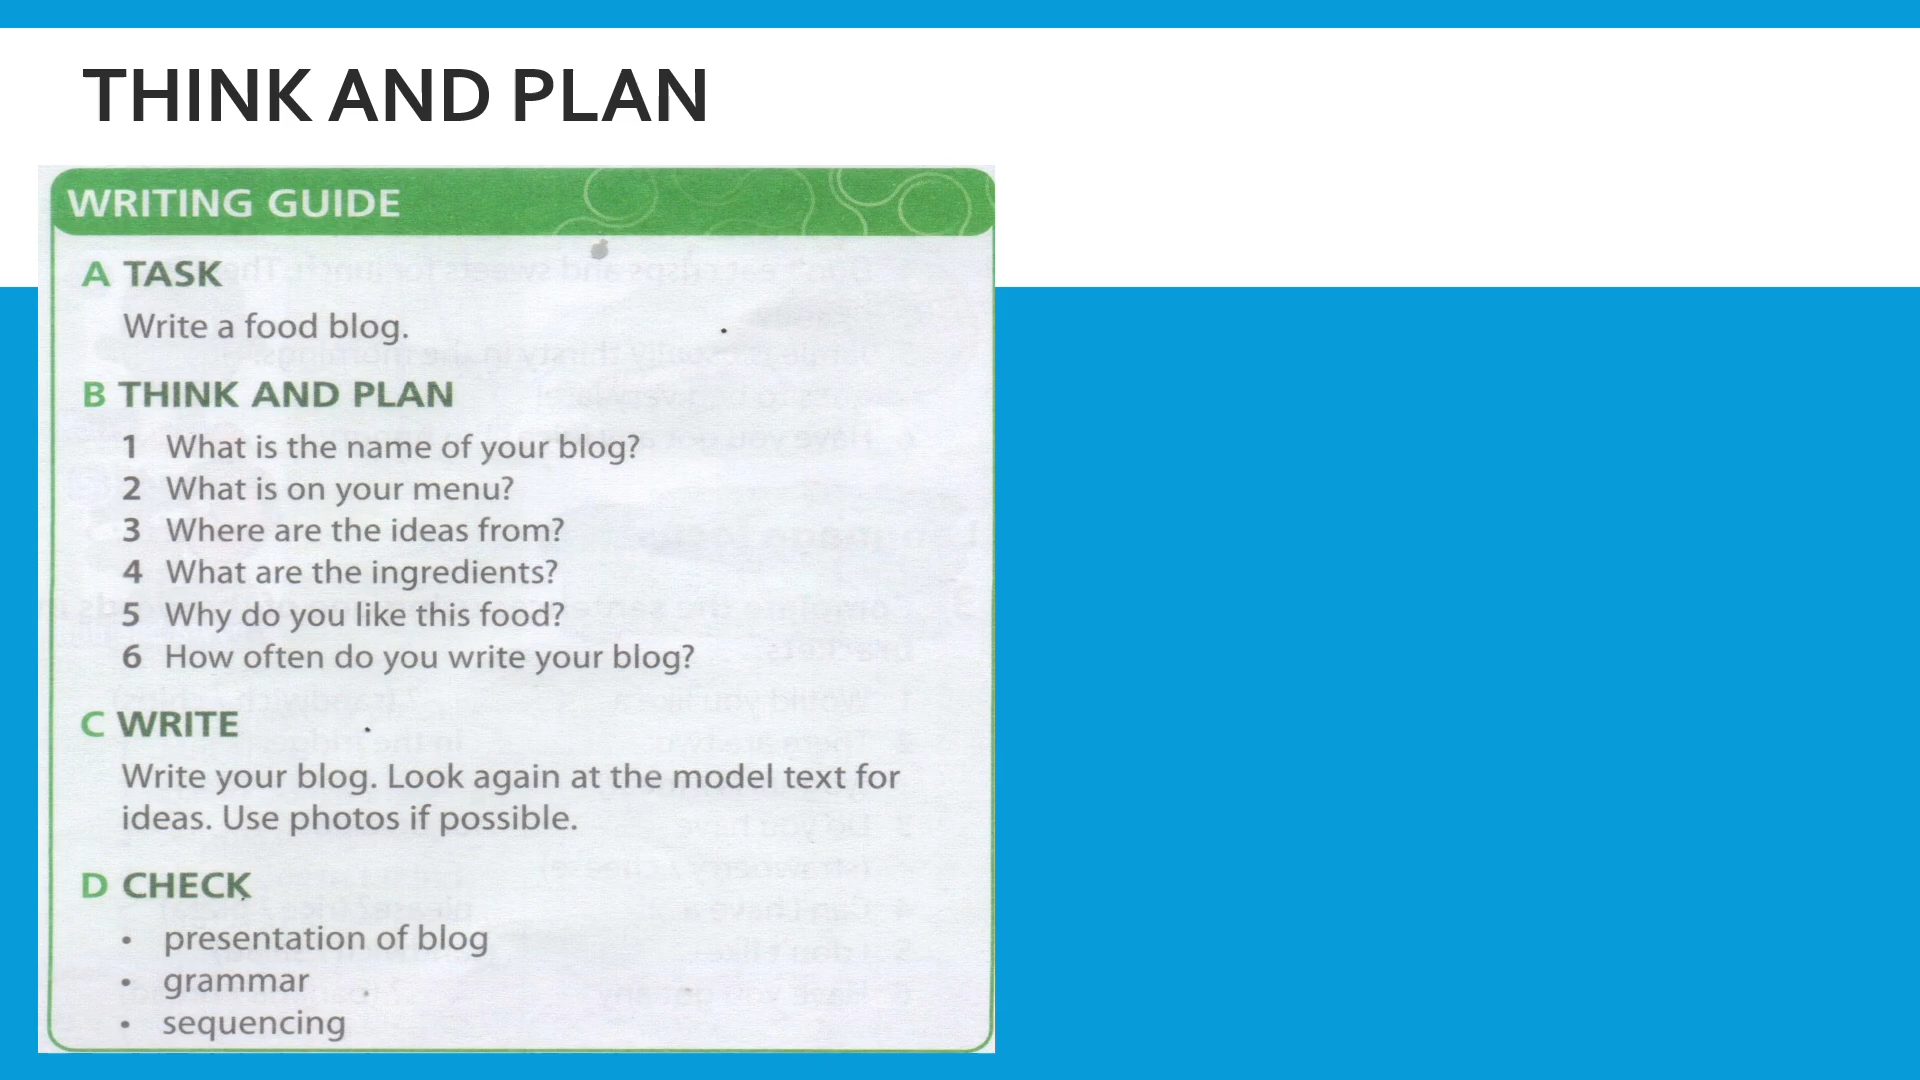 THINK AND PLAN
WRITING GUIDE
A TASK
Write a food blog.
B THINK AND PLAN
1 What is the name of your blog?
2 What is on your menu?
3 Where are the ideas from?
4 What are the ingredients?
5 Why do you like this food?
6 How often do you write your blog?
C WRITE
Write your blog. Look again at the model text for
ideas. Use photos if possible.
D CHECK
• presentation of blog
• grammar
• sequencing